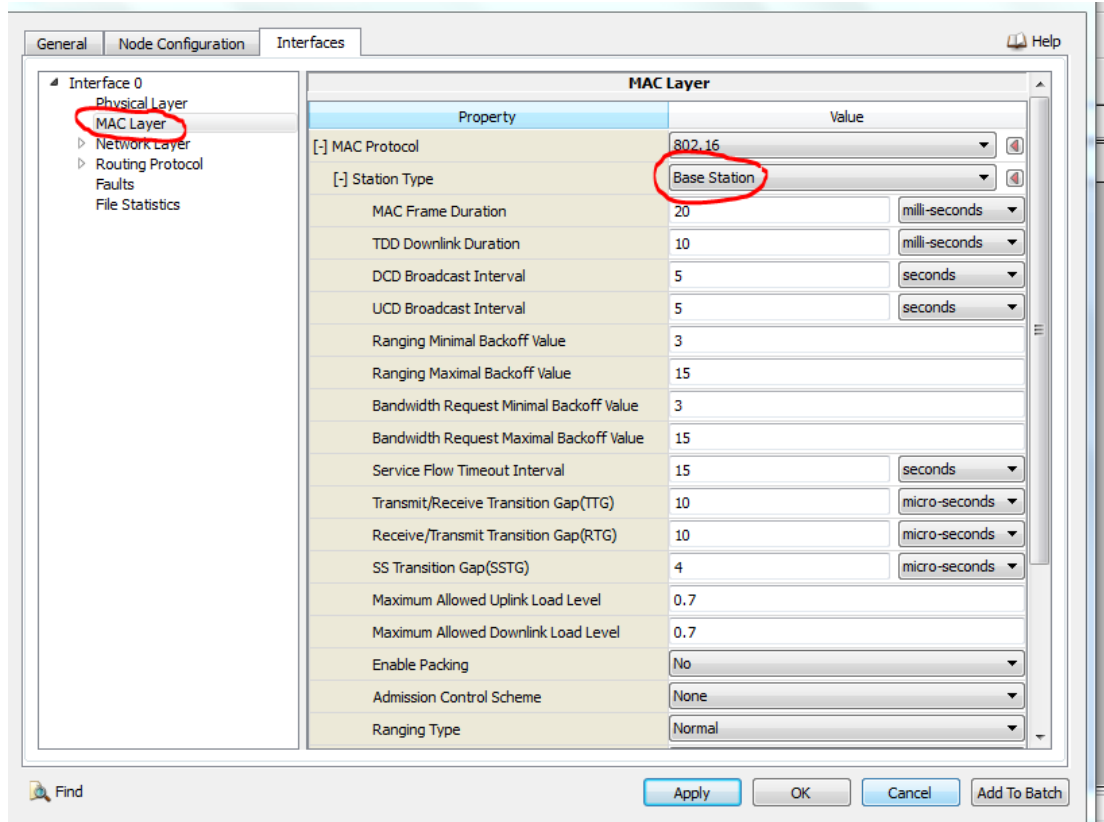 General Node Configuration Interfaces Help
Interface 0
Physical Layer
MAC Layer
Network Layer
Routing Protocol
Faults
File Statistics
MAC Layer
Property Value
[-] MAC Protocol 802.16
[-] Station Type Base Station
MAC Frame Duration 20 milli-seconds
TDD Downlink Duration 10 milli-seconds
DCD Broadcast Interval 5 seconds
UCD Broadcast Interval 5 seconds
Ranging Minimal Backoff Value 3
Ranging Maximal Backoff Value 15
Bandwidth Request Minimal Backoff Value 3
Bandwidth Request Maximal Backoff Value 15
Service Flow Timeout Interval 15 seconds
Transmit/Receive Transition Gap(TTG) 10 micro-seconds
Receive/Transmit Transition Gap(RTG) 10 micro-seconds
SS Transition Gap(SSTG) 4 micro-seconds
Maximum Allowed Uplink Load Level 0.7
Maximum Allowed Downlink Load Level 0.7
Enable Packing No
Admission Control Scheme None
Ranging Type Normal
Find Apply OK Cancel Add To Batch